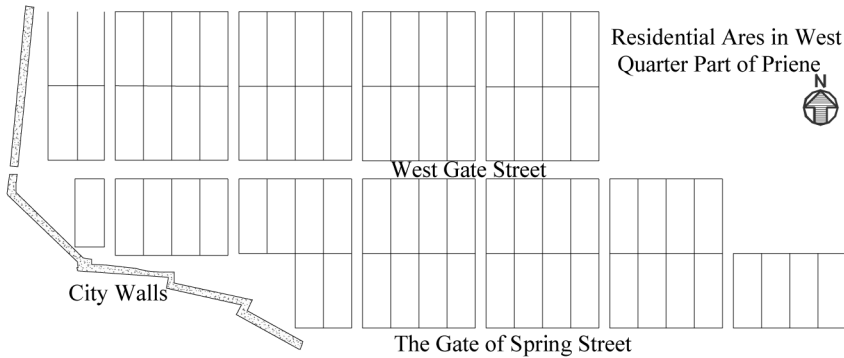 Residential Ares in West
Quarter Part of Priene
N
West Gate Street
City Walls
The Gate of Spring Street